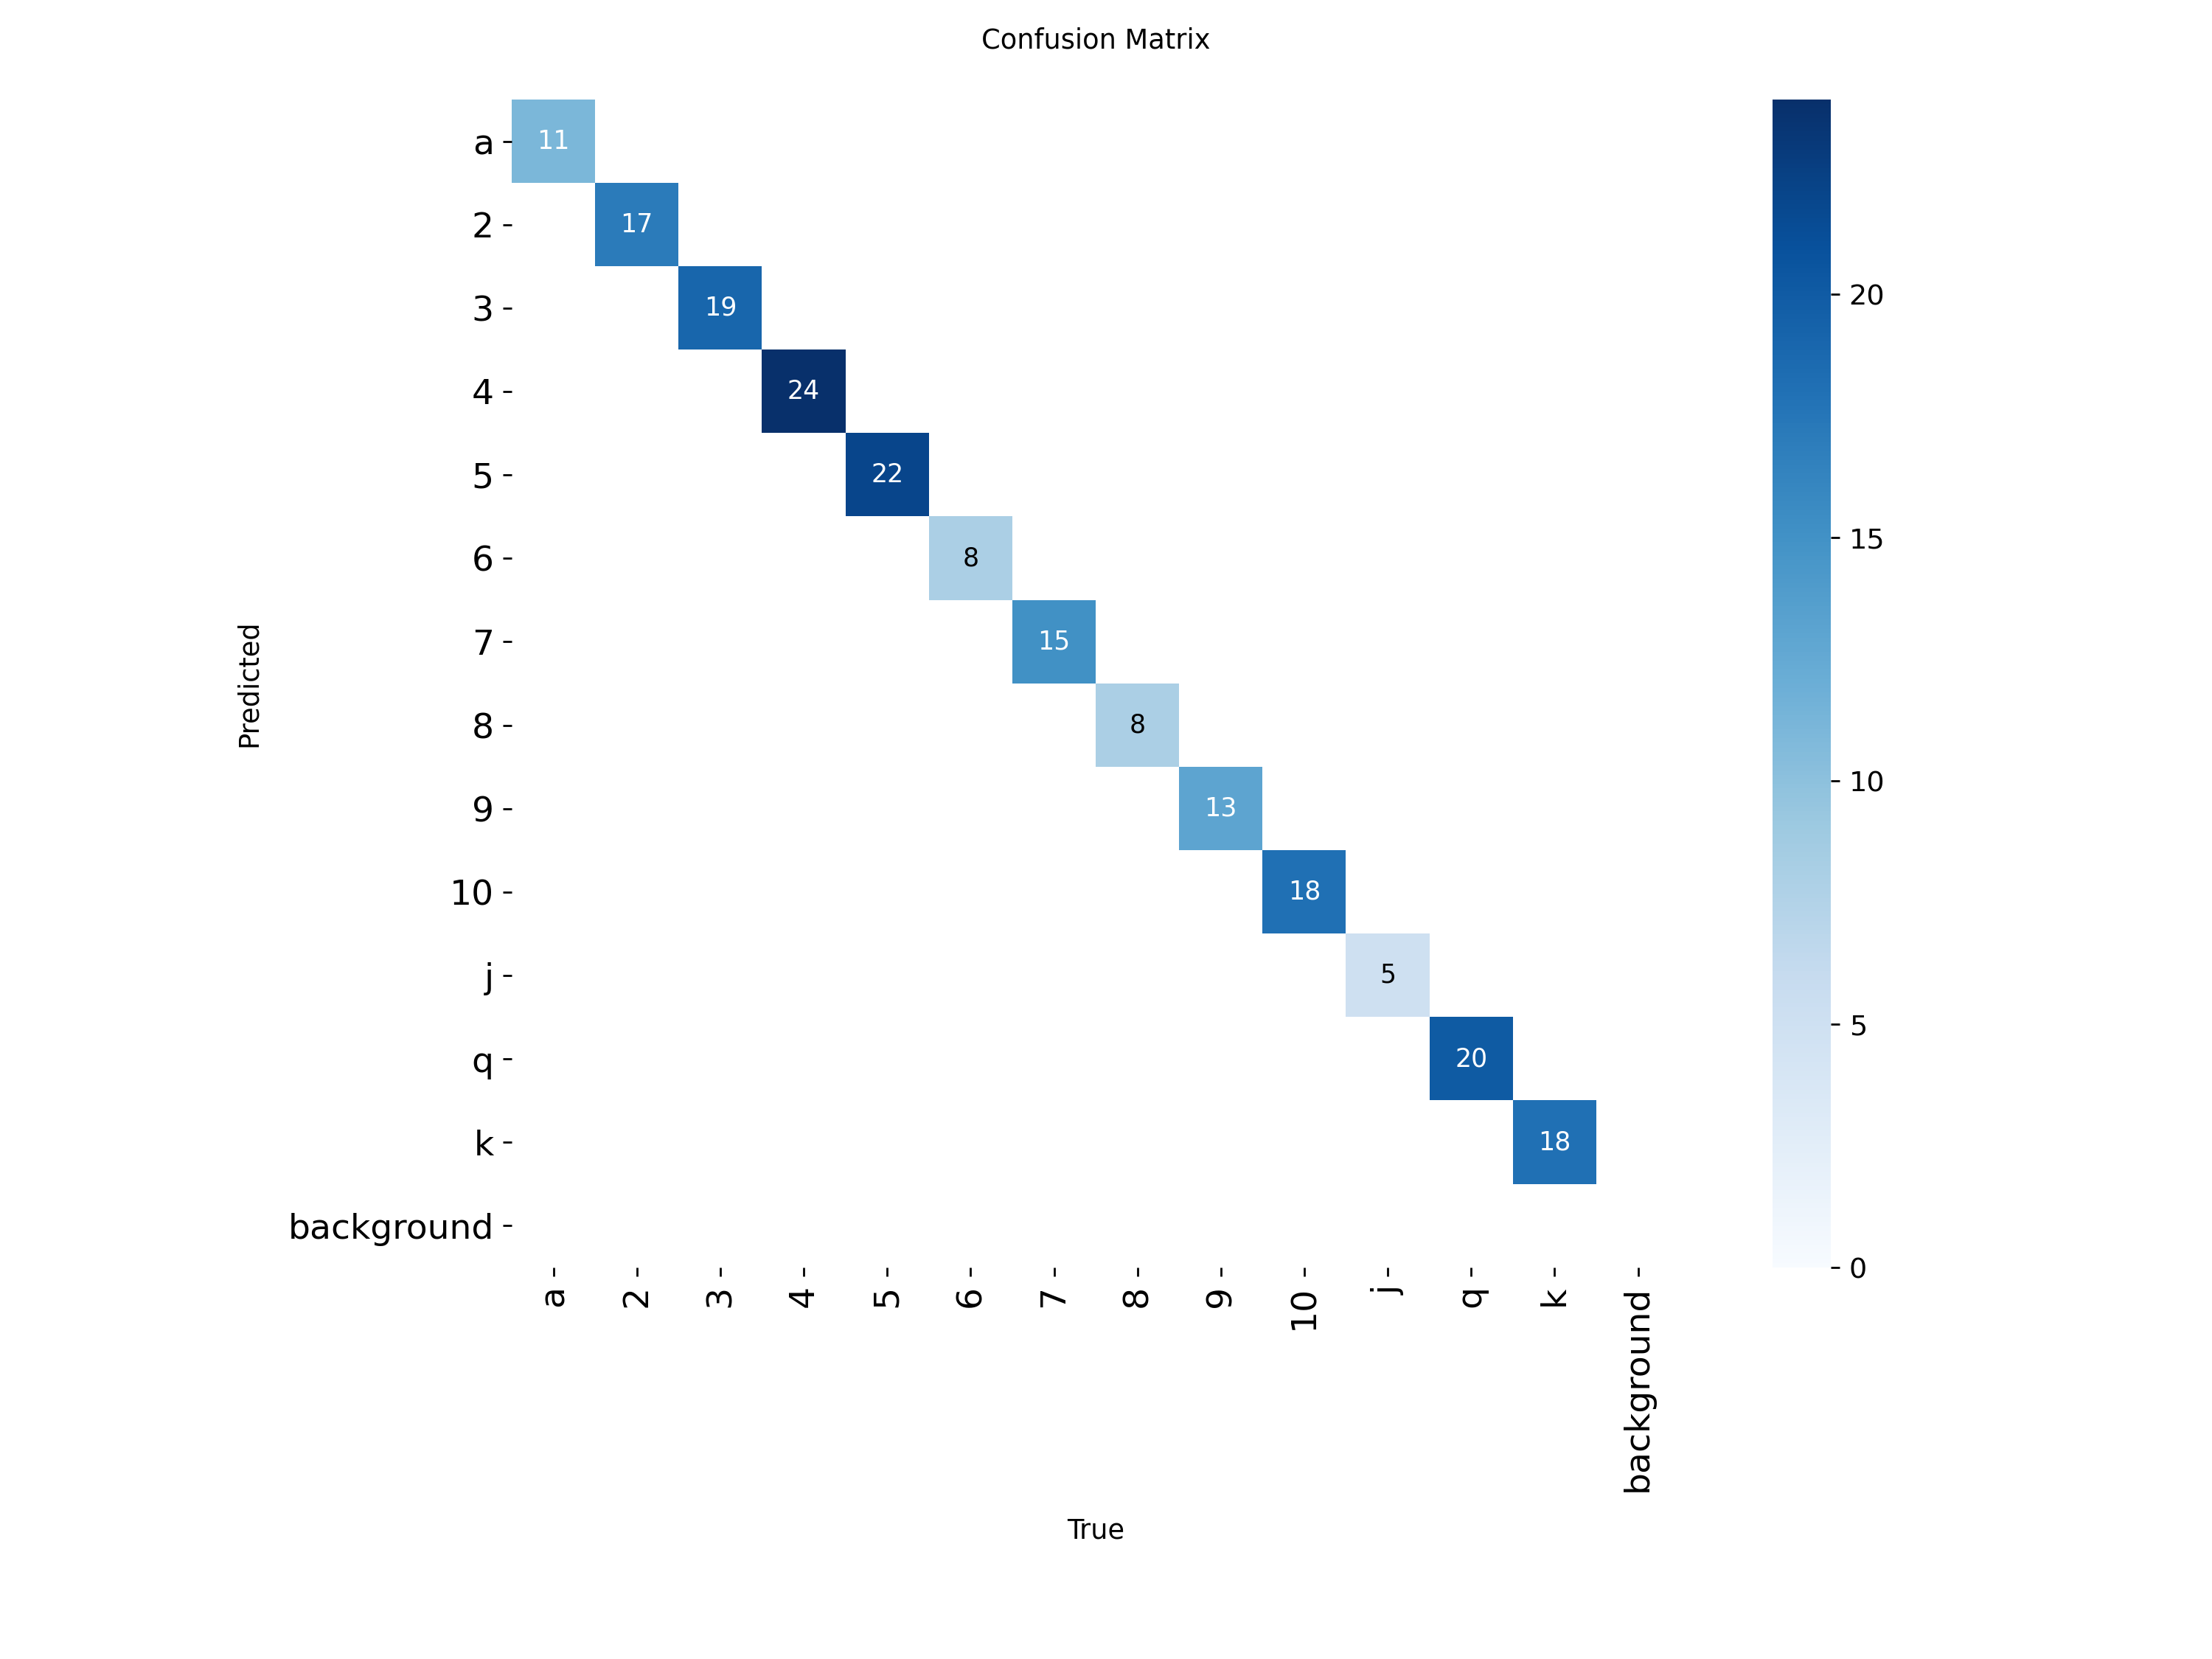 Confusion Matrix
a 11
2 17
3 19
4 24
5 22
6 8
7 15
8 8
9 13
10 18
j 5
q 20
k 18
background
a 2 3 4 5 6 7 8 9 10 j q k background
Predicted
True
20
15
10
5
0